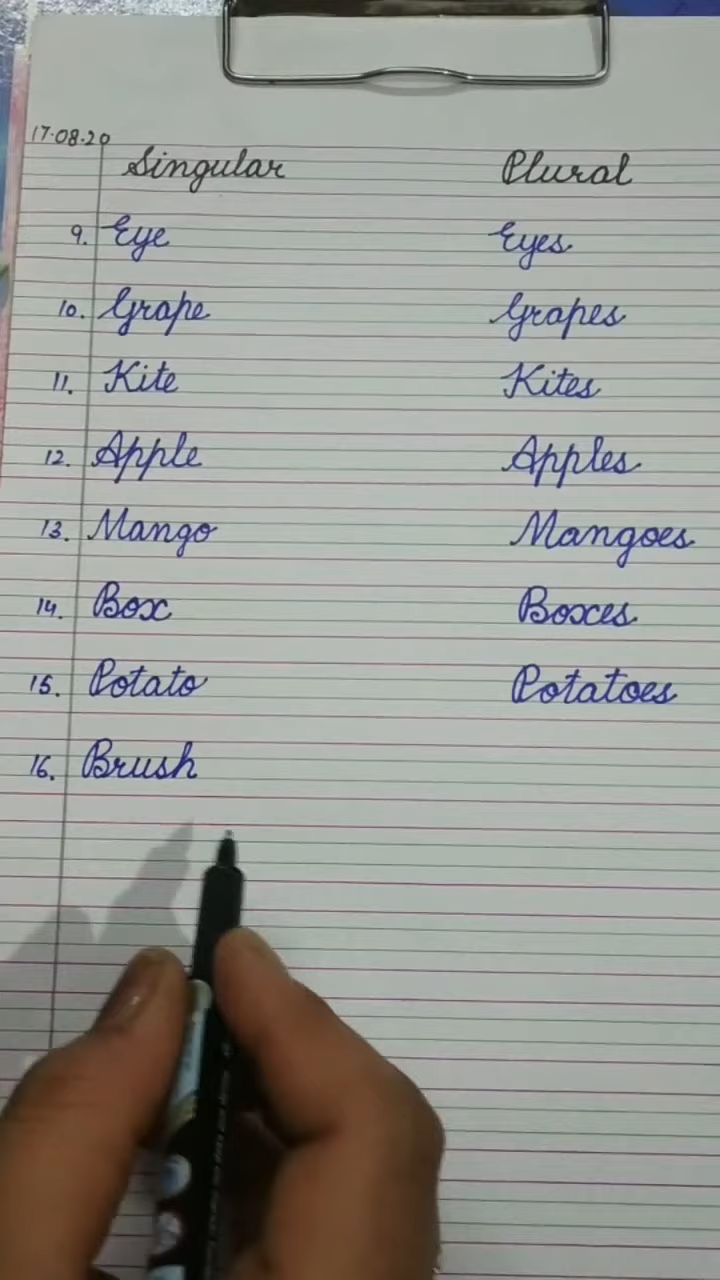 17.08.20
Singular Plural
9. Eye Eyes
10. Grape Grapes
11. Kite Kites
12. Apple Apples
13. Mango Mangoes
14. Box Boxes
15. Potato Potatoes
16. Brush